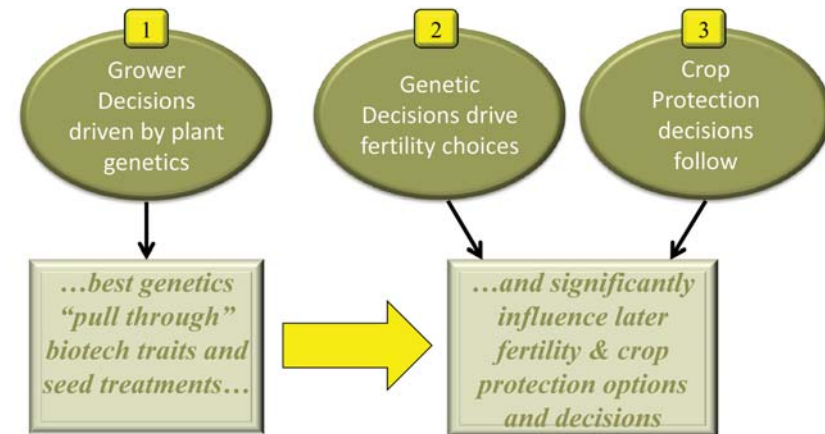 1
Grower
Decisions
driven by plant
genetics
2
Genetic
Decisions drive
fertility choices
3
Crop
Protection
decisions
follow
…best genetics
“pull through”
biotech traits and
seed treatments…
…and significantly
influence later
fertility & crop
protection options
and decisions